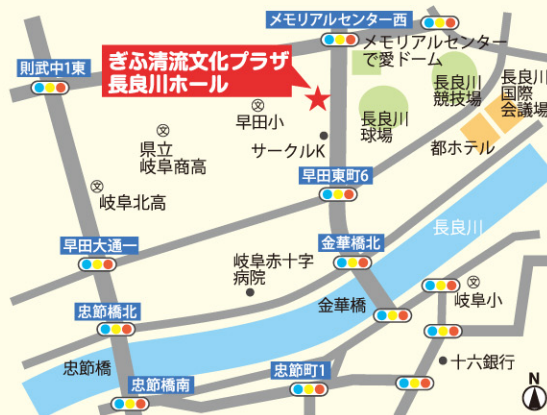 メモリアルセンター西
ぎふ清流文化プラザ
長良川ホール
メモリアルセンター
で愛ドーム
則武中1東
長良川
競技場
長良川
国際
会議場
早田小
長良川
球場
県立
岐阜商高
サークルK
都ホテル
岐阜北高
早田東町6
長良川
早田大通一
金華橋北
岐阜赤十字
病院
岐阜小
金華橋
忠節橋北
忠節橋
忠節町1
十六銀行
忠節橋南
N
文
文
文
文